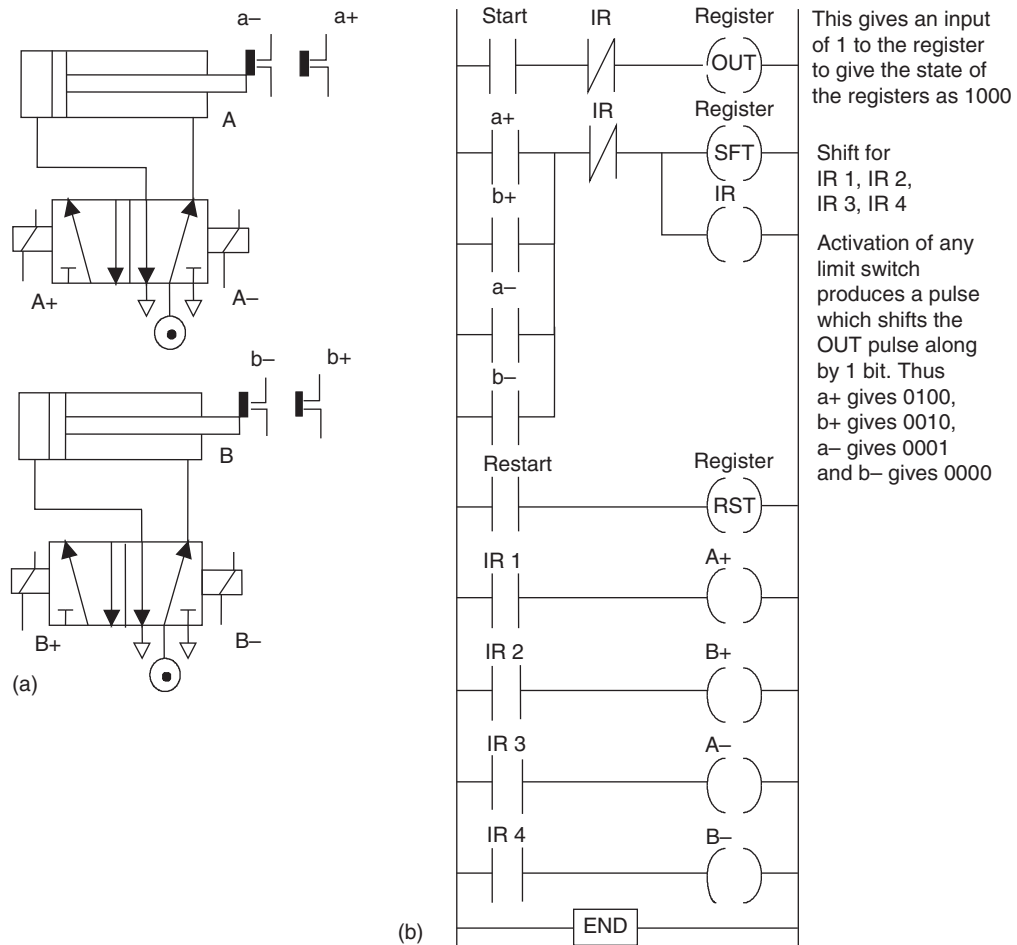 a–
a+
A
A+
A–
b–
b+
B
B+
B–
(a)
Start
IR
Register
OUT
This gives an input
of 1 to the register
to give the state of
the registers as 1000
a+
IR
Register
SFT
Shift for
IR 1, IR 2,
IR 3, IR 4
b+
IR
a–
b–
Activation of any
limit switch
produces a pulse
which shifts the
OUT pulse along
by 1 bit. Thus
a+ gives 0100,
b+ gives 0010,
a– gives 0001
and b– gives 0000
Restart
Register
RST
IR 1
A+
IR 2
B+
IR 3
A–
IR 4
B–
END
(b)